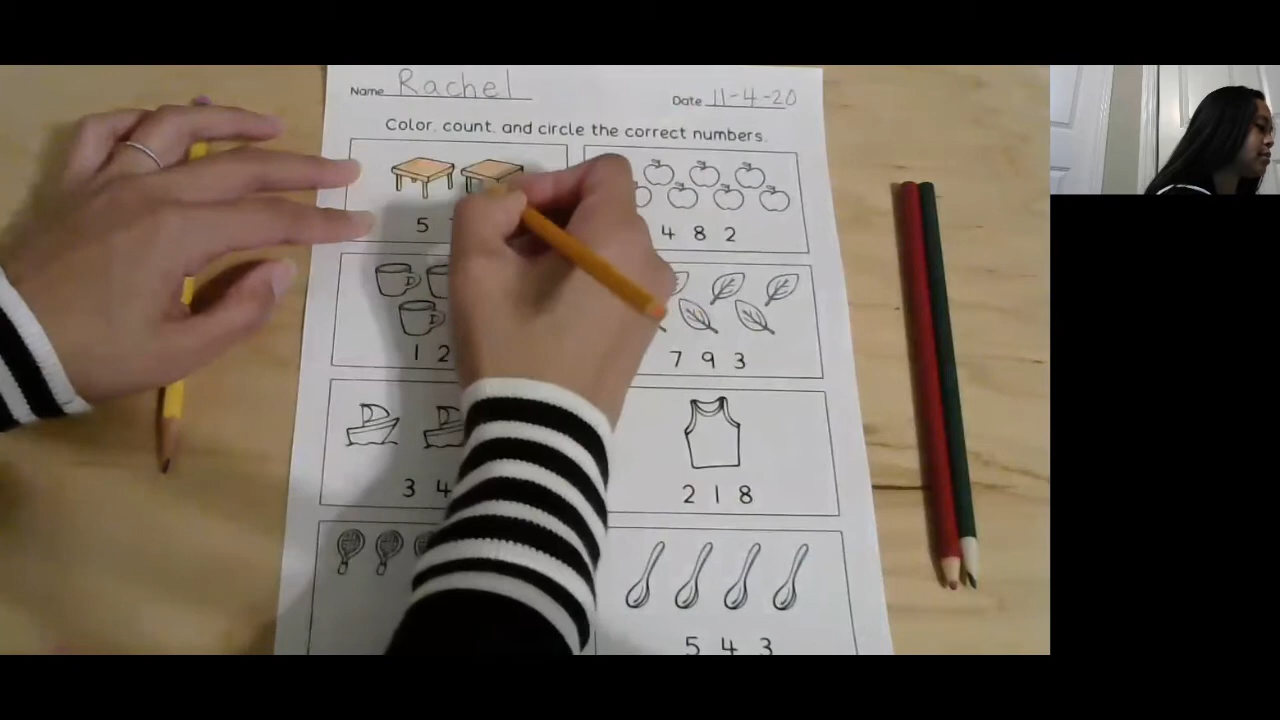 Name Rachel
Date 11-4-20
Color, count, and circle the correct numbers.
5
4 8 2
1 2
7 9 3
3 4
2 1 8
5 4 3